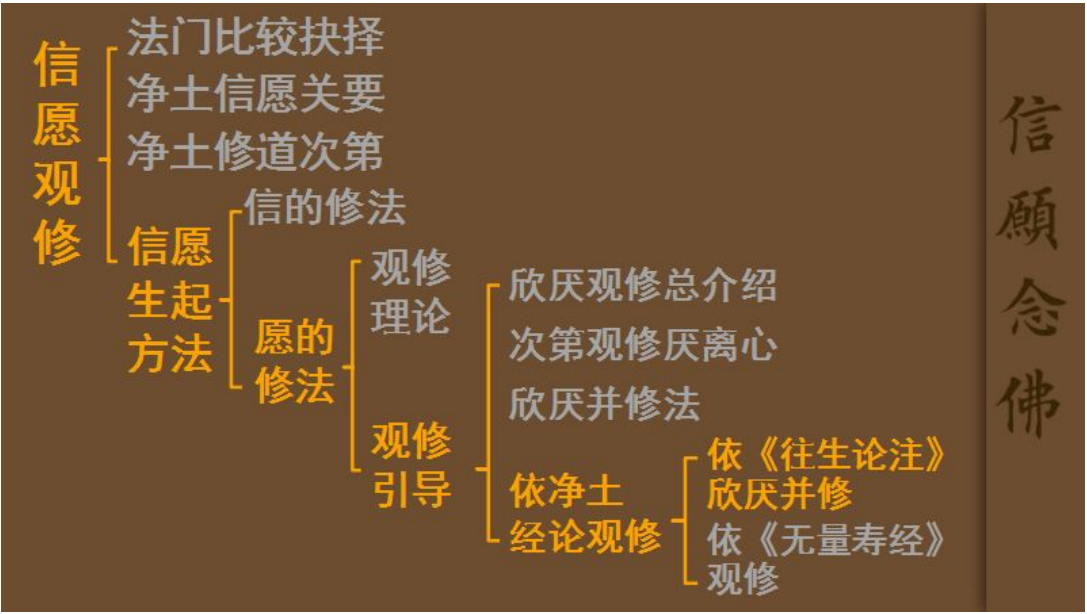 信愿观修
法门比较抉择
净土信愿关要
净土修道次第
信愿
生起
方法
信的修法
愿的
修法
观修
理论
观修
引导
欣厌观修总介绍
次第观修厌离心
欣厌并修法
依净土
经论观修
依《往生论注》
欣厌并修
依《无量寿经》
观修
信願念佛